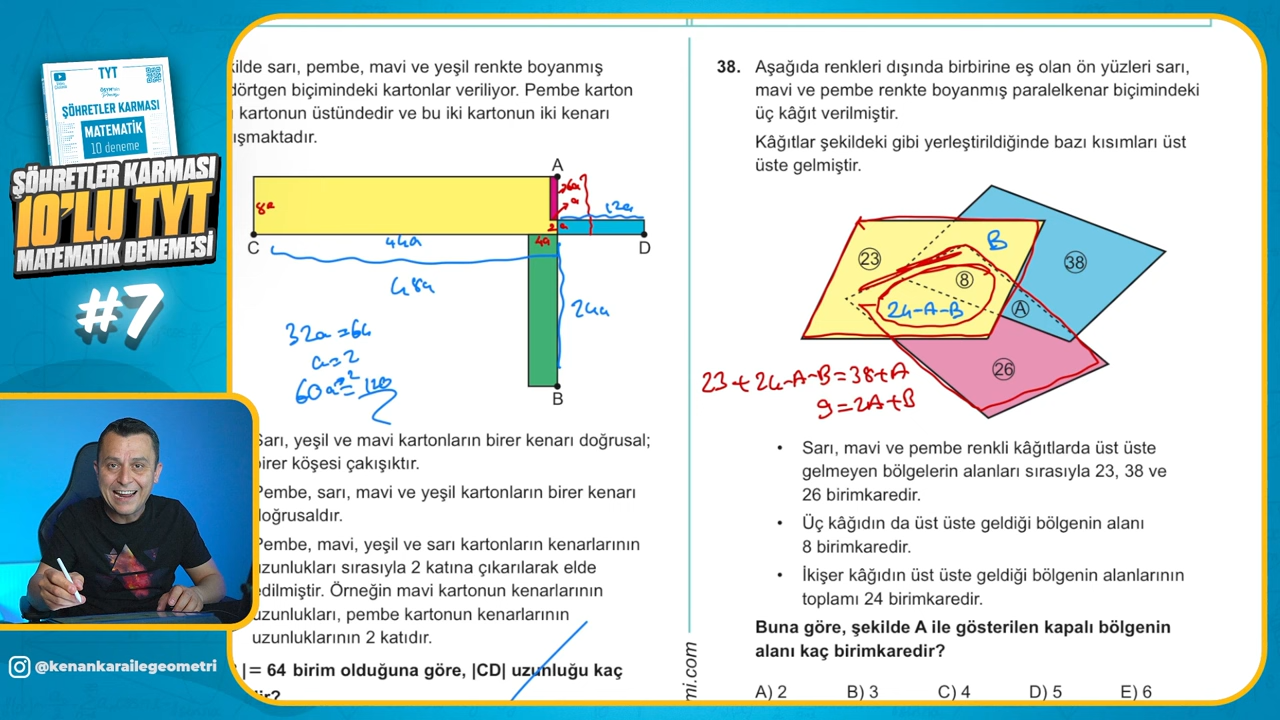 TYT
ŞÖHRETLER KARMASI
MATEMATİK
10 deneme
ŞÖHRETLER KARMASI
10'LU TYT
MATEMATİK DENEMESİ
#7
@kenankarailegeometri
kilde sarı, pembe, mavi ve yeşil renkte boyanmış
dörtgen biçimindeki kartonlar veriliyor. Pembe karton
kartonun üstündedir ve bu iki kartonun iki kenarı
ışmaktadır.
A
8a
6a
a
12a
2a
C
44a
4a
D
48a
24a
32a=64
a=2
60a=120
B
Sarı, yeşil ve mavi kartonların birer kenarı doğrusal;
birer köşesi çakışıktır.
Pembe, sarı, mavi ve yeşil kartonların birer kenarı
doğrusaldır.
Pembe, mavi, yeşil ve sarı kartonların kenarlarının
uzunlukları sırasıyla 2 katına çıkarılarak elde
edilmiştir. Örneğin mavi kartonun kenarlarının
uzunlukları, pembe kartonun kenarlarının
uzunluklarının 2 katıdır.
|= 64 birim olduğuna göre, |CD| uzunluğu kaç
dir?
mi.com
38. Aşağıda renkleri dışında birbirine eş olan ön yüzleri sarı,
mavi ve pembe renkte boyanmış paralelkenar biçimindeki
üç kâğıt verilmiştir.
Kâğıtlar şekildeki gibi yerleştirildiğinde bazı kısımları üst
üste gelmiştir.
23
B
38
8
24-A-B
A
26
23+24-A-B=38+A
9=2A+B
• Sarı, mavi ve pembe renkli kâğıtlarda üst üste
gelmeyen bölgelerin alanları sırasıyla 23, 38 ve
26 birimkaredir.
• Üç kâğıdın da üst üste geldiği bölgenin alanı
8 birimkaredir.
• İkişer kâğıdın üst üste geldiği bölgenin alanlarının
toplamı 24 birimkaredir.
Buna göre, şekilde A ile gösterilen kapalı bölgenin
alanı kaç birimkaredir?
A) 2 B) 3 C) 4 D) 5 E) 6